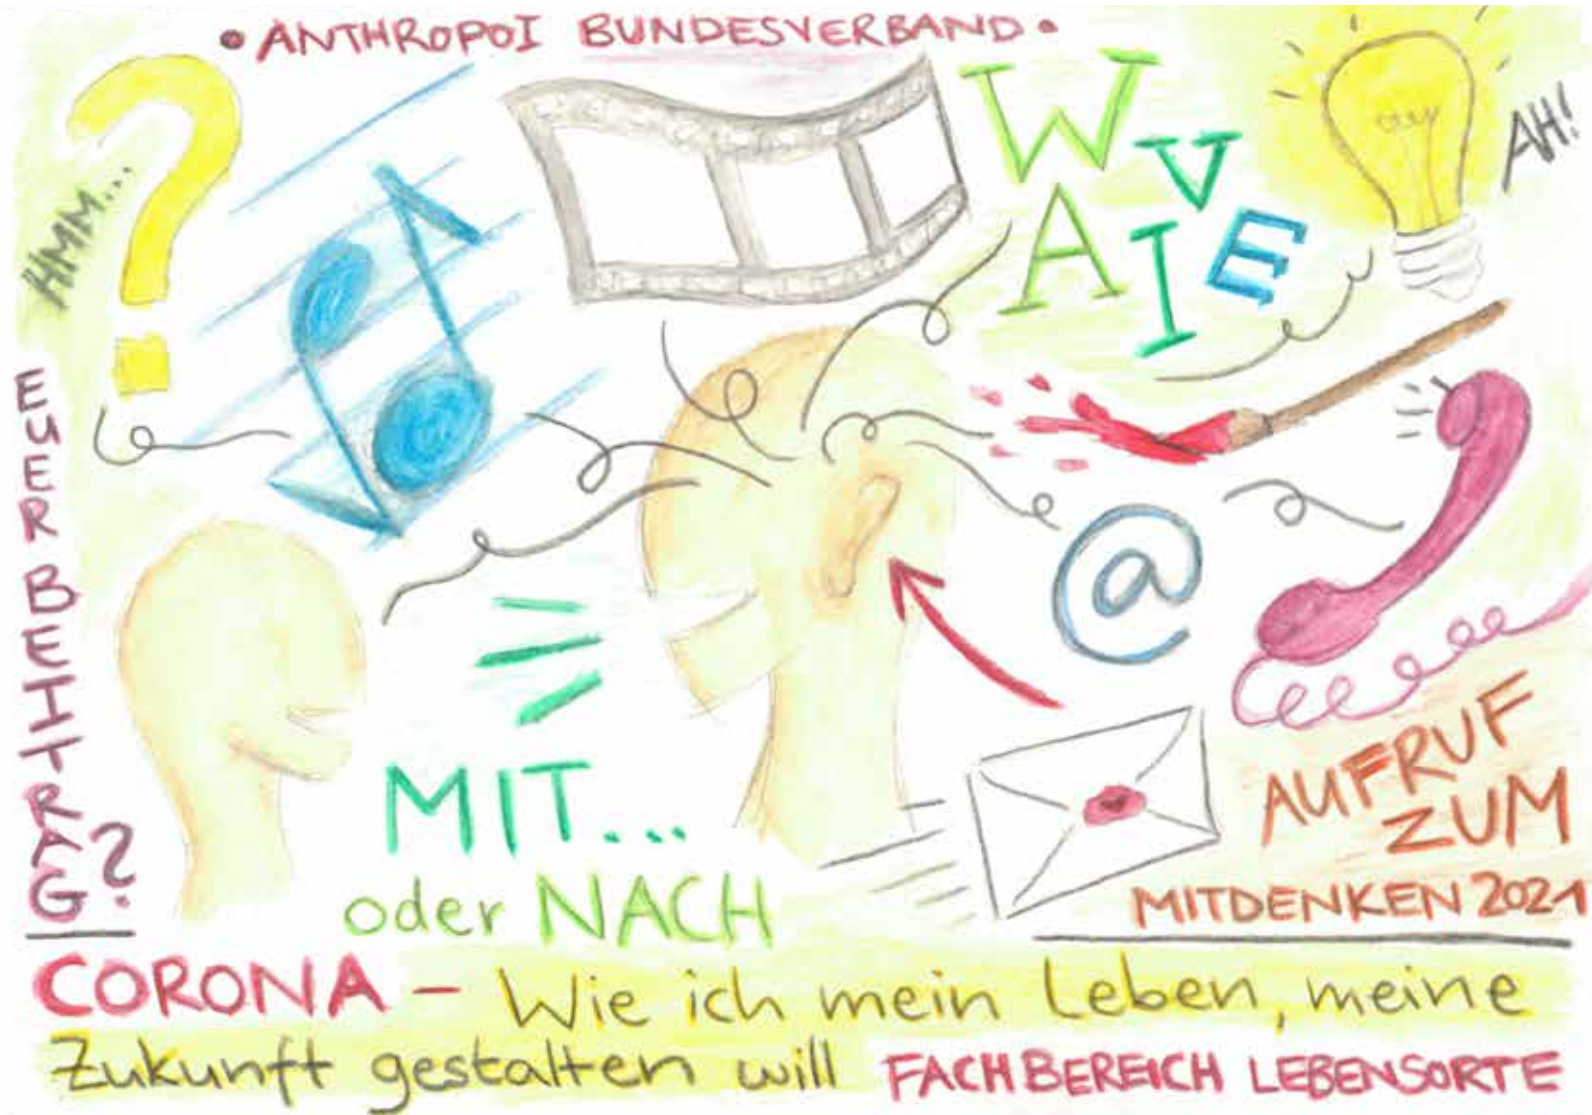 • ANTHROPOI BUNDESVERBAND •
HMM...
?
W V
A I E
AH!
EUER BEITRAG?
@
MIT...
oder NACH
AUFRUF
ZUM
MITDENKEN 2021
CORONA – Wie ich mein Leben, meine
Zukunft gestalten will FACHBEREICH LEBENSORTE